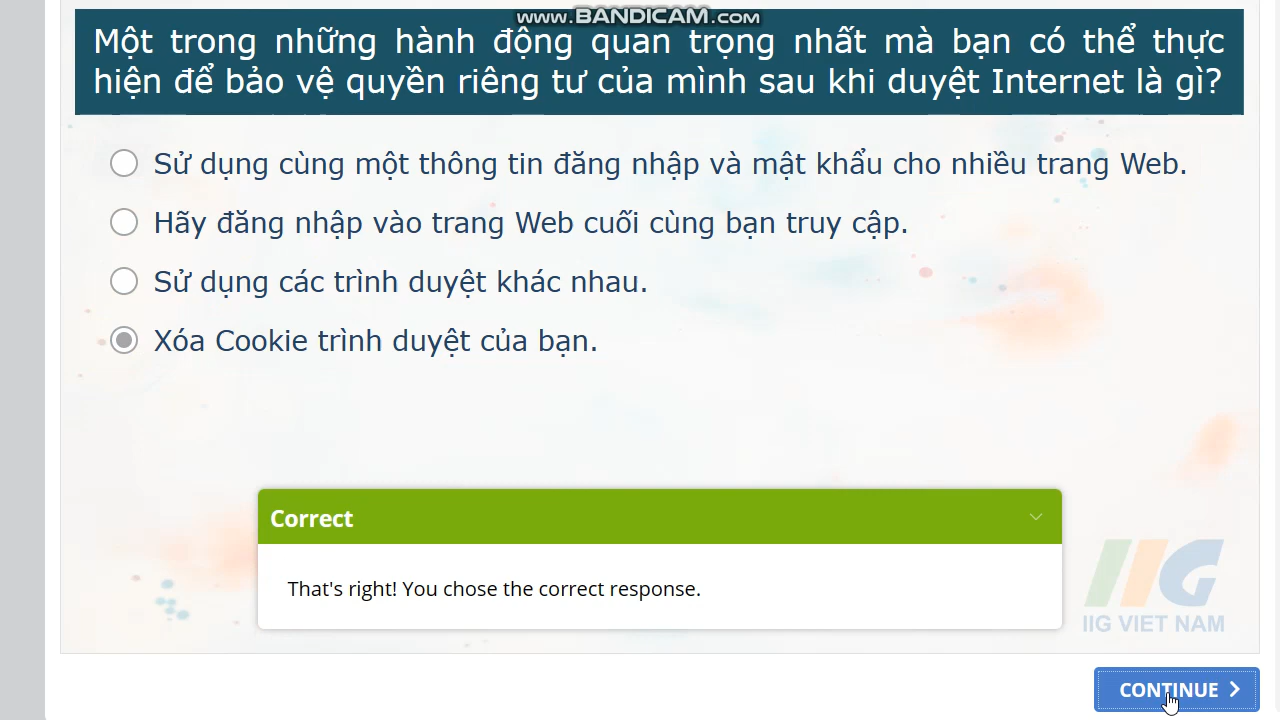 www.BANDICAM.com
Một trong những hành động quan trọng nhất mà bạn có thể thực
hiện để bảo vệ quyền riêng tư của mình sau khi duyệt Internet là gì?
Sử dụng cùng một thông tin đăng nhập và mật khẩu cho nhiều trang Web.
Hãy đăng nhập vào trang Web cuối cùng bạn truy cập.
Sử dụng các trình duyệt khác nhau.
Xóa Cookie trình duyệt của bạn.
Correct
That's right! You chose the correct response.
IIG
IIG VIET NAM
CONTINUE